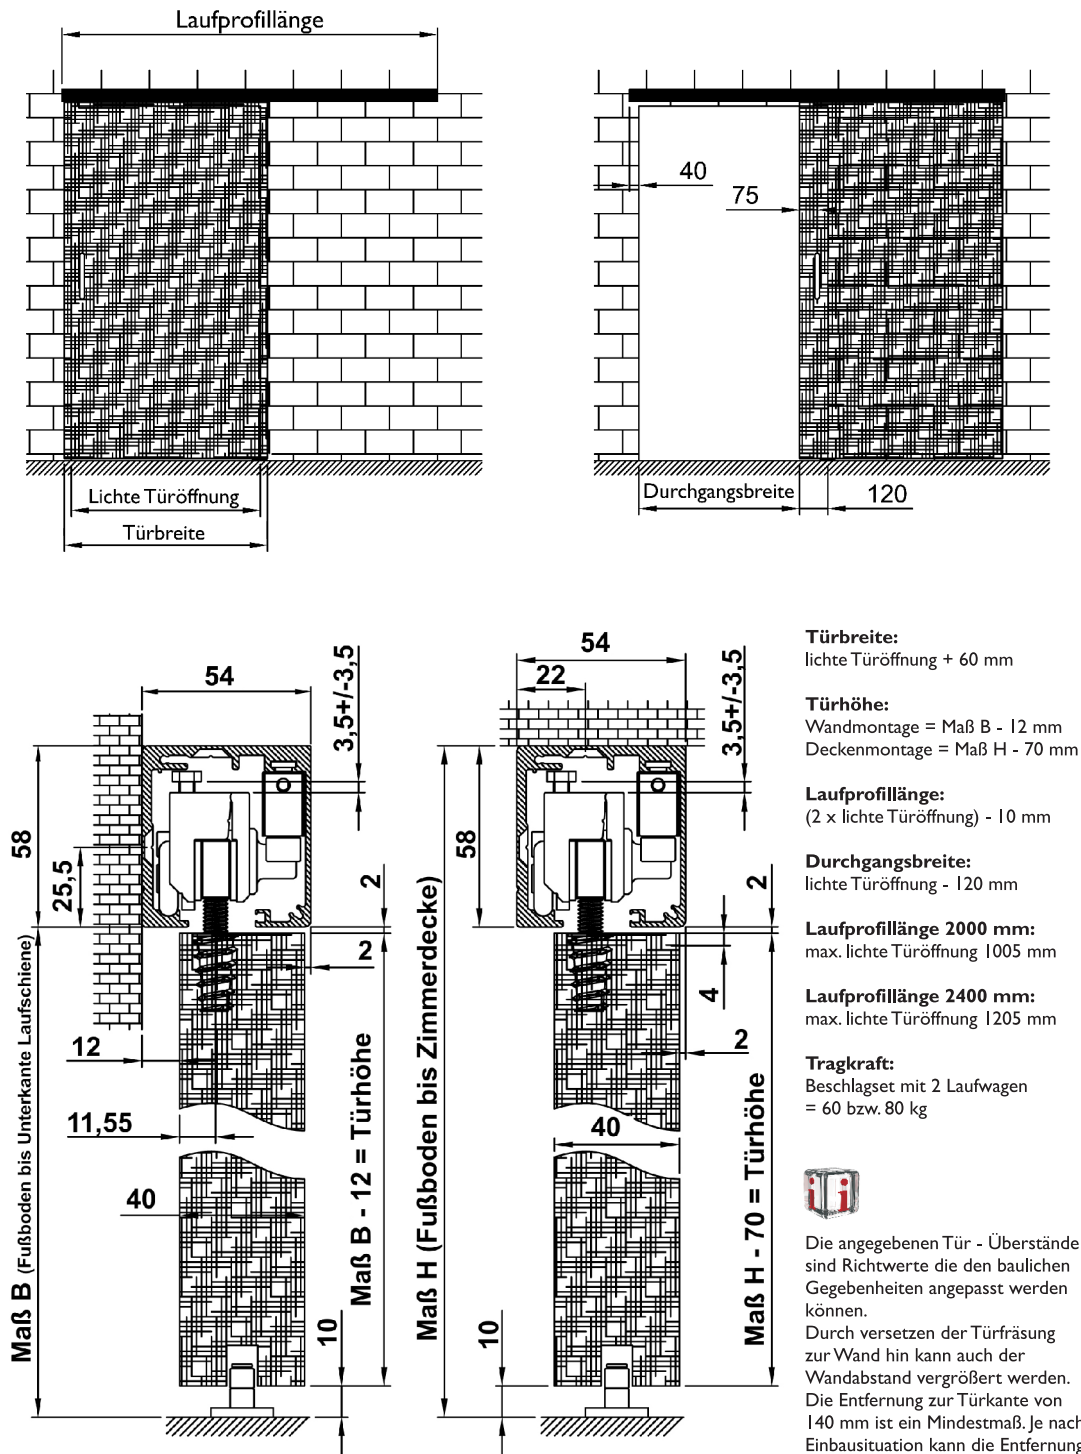 Laufprofillänge
40
75
Lichte Türöffnung
Türbreite
Durchgangsbreite
120
54
3,5+/-3,5
58
25,5
2
2
12
11,55
40
10
Maß B (Fußboden bis Unterkante Laufschiene)
Maß B - 12 = Türhöhe
54
22
3,5+/-3,5
58
2
4
2
40
10
Maß H (Fußboden bis Zimmerdecke)
Maß H - 70 = Türhöhe
Türbreite:
lichte Türöffnung + 60 mm
Türhöhe:
Wandmontage = Maß B - 12 mm
Deckenmontage = Maß H - 70 mm
Laufprofillänge:
(2 x lichte Türöffnung) - 10 mm
Durchgangsbreite:
lichte Türöffnung - 120 mm
Laufprofillänge 2000 mm:
max. lichte Türöffnung 1005 mm
Laufprofillänge 2400 mm:
max. lichte Türöffnung 1205 mm
Tragkraft:
Beschlagset mit 2 Laufwagen
= 60 bzw. 80 kg
i i
Die angegebenen Tür - Überstände
sind Richtwerte die den baulichen
Gegebenheiten angepasst werden
können.
Durch versetzen der Türfräsung
zur Wand hin kann auch der
Wandabstand vergrößert werden.
Die Entfernung zur Türkante von
140 mm ist ein Mindestmaß. Je nach
Einbausituation kann die Entfernung